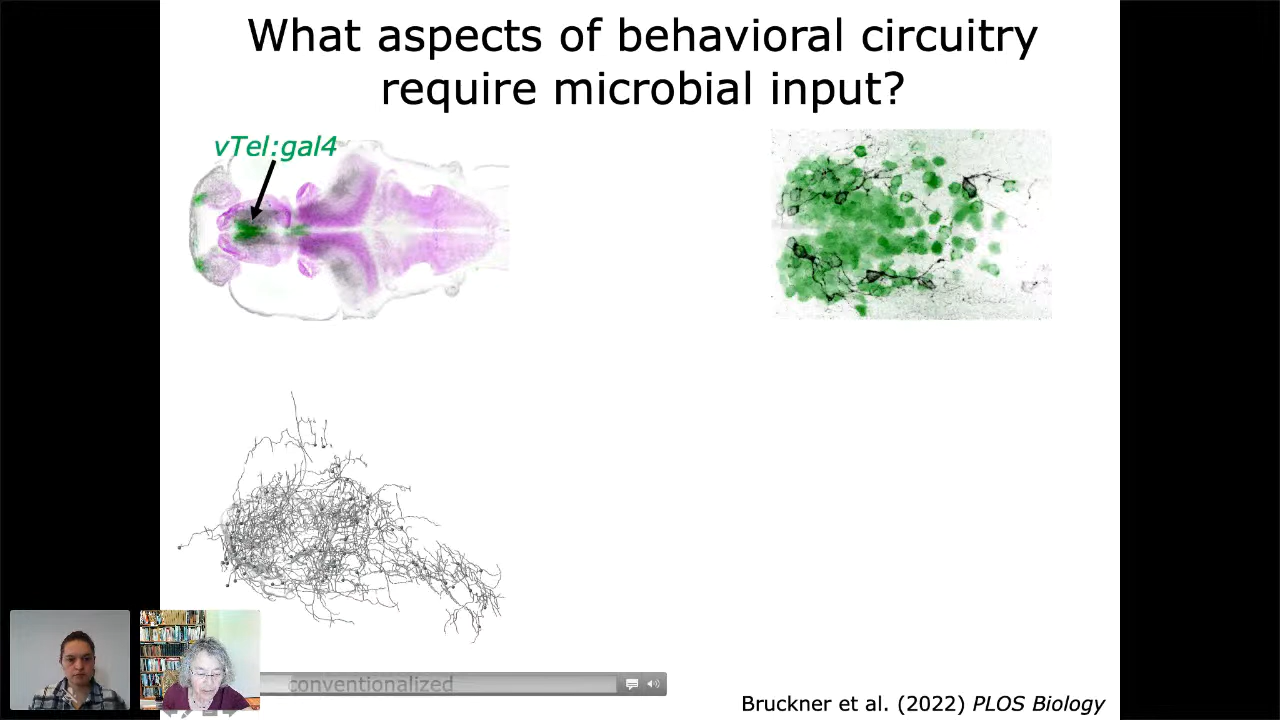 What aspects of behavioral circuitry
require microbial input?
vTel:gal4
conventionalized
Bruckner et al. (2022) PLOS Biology